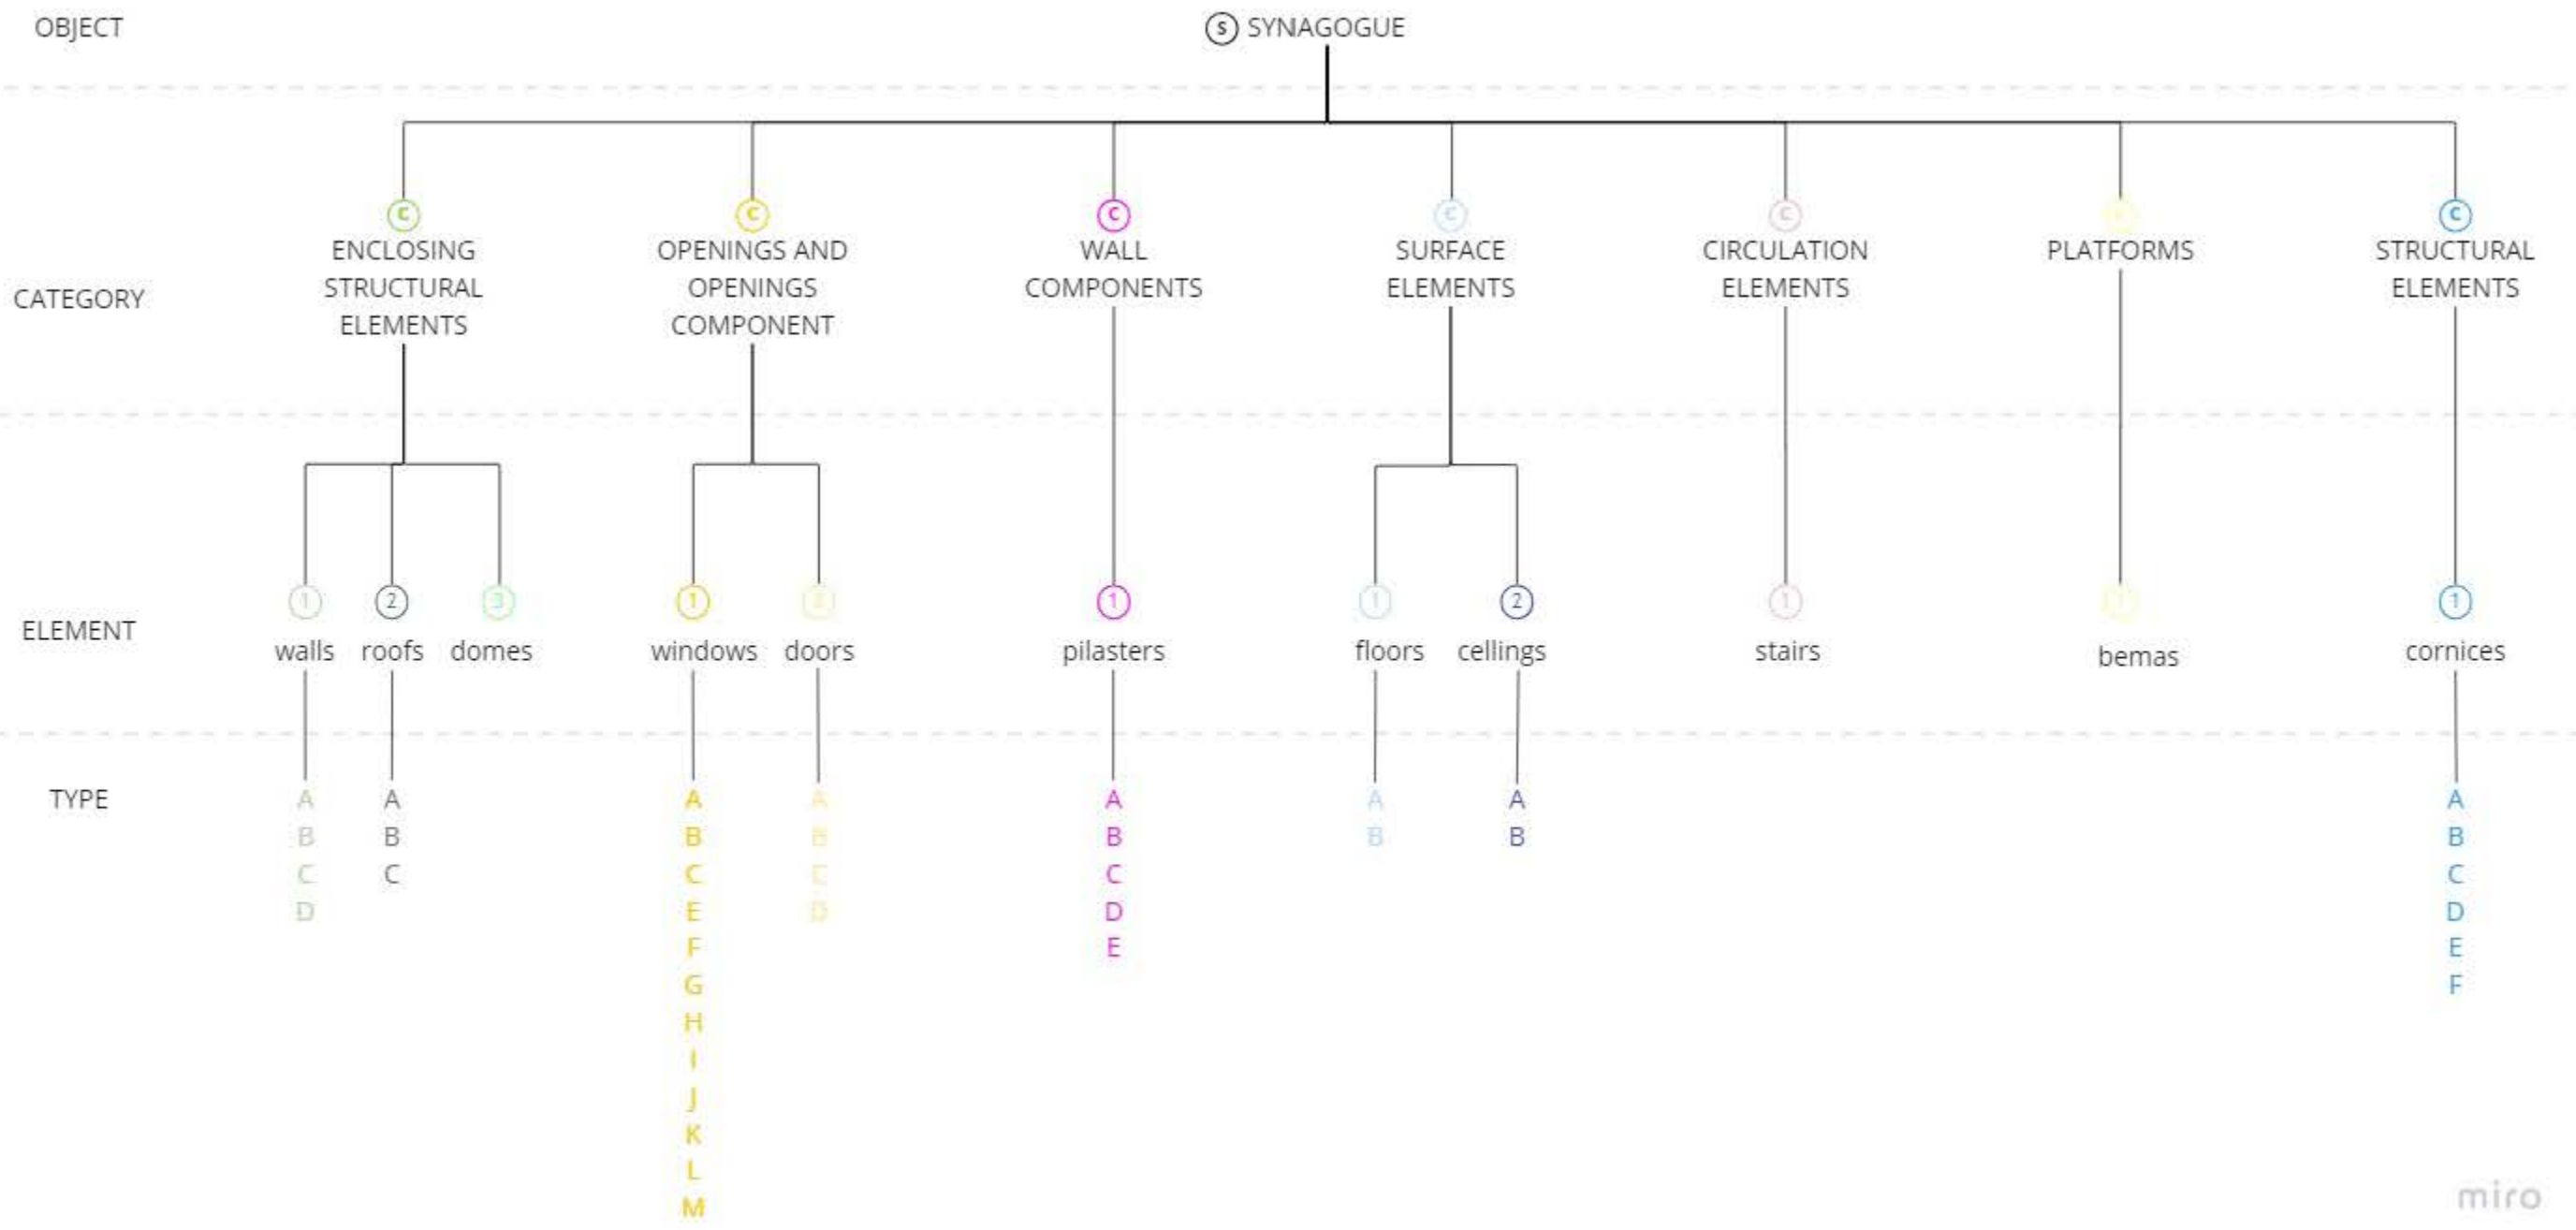 OBJECT
S SYNAGOGUE
C C C C C C
CATEGORY
ENCLOSING
STRUCTURAL
ELEMENTS
OPENINGS AND
OPENINGS
COMPONENT
WALL
COMPONENTS
SURFACE
ELEMENTS
CIRCULATION
ELEMENTS
PLATFORMS
STRUCTURAL
ELEMENTS
ELEMENT
1 2 3 1 2 1 1 2 1 1 1
walls roofs domes windows doors pilasters floors cellings stairs bemas cornices
TYPE
A A A A A A A A
B B B B B B B B
C C C C C C
D E D D D
F E E
G F
H
I
J
K
L
M
miro